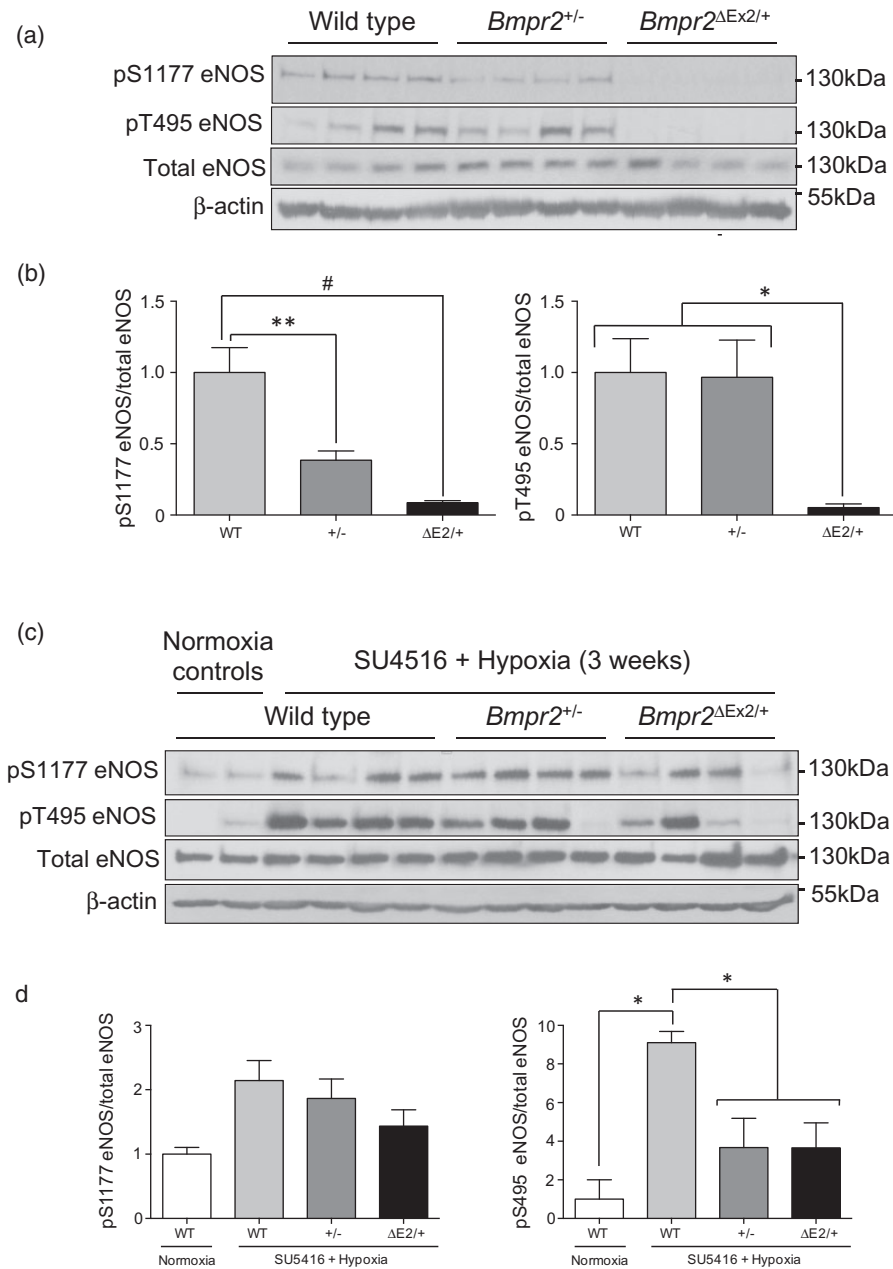 (a)
Wild type Bmpr2+/- Bmpr2ΔEx2/+
pS1177 eNOS 130kDa
pT495 eNOS 130kDa
Total eNOS 130kDa
β-actin 55kDa
(b)
pS1177 eNOS/total eNOS
1.5
1.0
0.5
0
#
**
WT +/- ΔE2/+
pT495 eNOS/total eNOS
1.5
1.0
0.5
0
*
WT +/- ΔE2/+
(c)
Normoxia
controls
SU4516 + Hypoxia (3 weeks)
Wild type Bmpr2+/- Bmpr2ΔEx2/+
pS1177 eNOS 130kDa
pT495 eNOS 130kDa
Total eNOS 130kDa
β-actin 55kDa
d
pS1177 eNOS/total eNOS
3
2
1
0
WT WT +/- ΔE2/+
Normoxia SU5416 + Hypoxia
pS495 eNOS/total eNOS
10
8
6
4
2
0
* *
WT WT +/- ΔE2/+
Normoxia SU5416 + Hypoxia